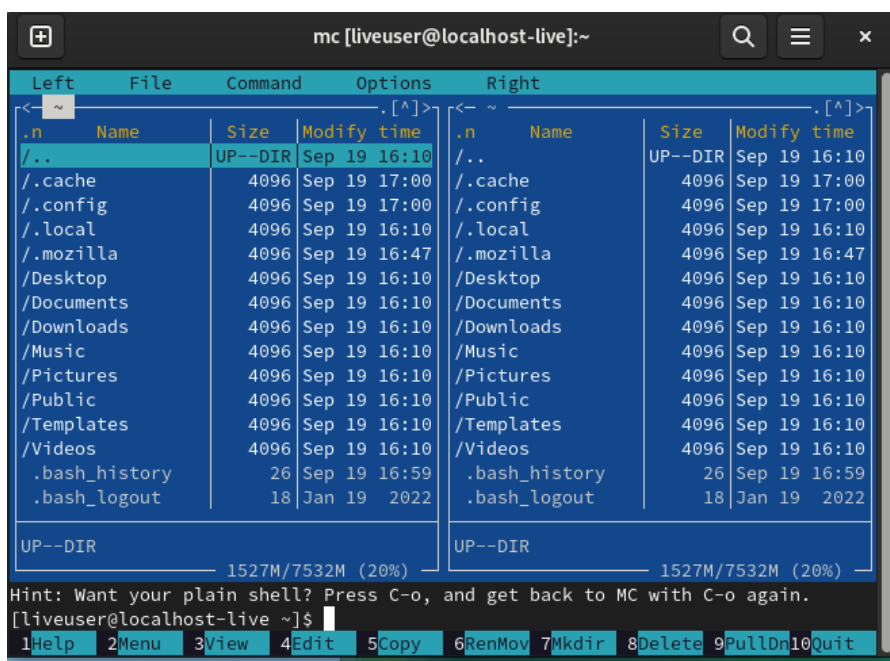 mc [liveuser@localhost-live]:~
Left File Command Options Right
<- ~ .[^]> <- ~ .[^]>
.n Name Size Modify time .n Name Size Modify time
/.. UP--DIR Sep 19 16:10 /.. UP--DIR Sep 19 16:10
/.cache 4096 Sep 19 17:00 /.cache 4096 Sep 19 17:00
/.config 4096 Sep 19 17:00 /.config 4096 Sep 19 17:00
/.local 4096 Sep 19 16:10 /.local 4096 Sep 19 16:10
/.mozilla 4096 Sep 19 16:47 /.mozilla 4096 Sep 19 16:47
/Desktop 4096 Sep 19 16:10 /Desktop 4096 Sep 19 16:10
/Documents 4096 Sep 19 16:10 /Documents 4096 Sep 19 16:10
/Downloads 4096 Sep 19 16:10 /Downloads 4096 Sep 19 16:10
/Music 4096 Sep 19 16:10 /Music 4096 Sep 19 16:10
/Pictures 4096 Sep 19 16:10 /Pictures 4096 Sep 19 16:10
/Public 4096 Sep 19 16:10 /Public 4096 Sep 19 16:10
/Templates 4096 Sep 19 16:10 /Templates 4096 Sep 19 16:10
/Videos 4096 Sep 19 16:10 /Videos 4096 Sep 19 16:10
.bash_history 26 Sep 19 16:59 .bash_history 26 Sep 19 16:59
.bash_logout 18 Jan 19 2022 .bash_logout 18 Jan 19 2022
UP--DIR UP--DIR
1527M/7532M (20%) 1527M/7532M (20%)
Hint: Want your plain shell? Press C-o, and get back to MC with C-o again.
[liveuser@localhost-live ~]$
1Help 2Menu 3View 4Edit 5Copy 6RenMov 7Mkdir 8Delete 9PullDn 10Quit